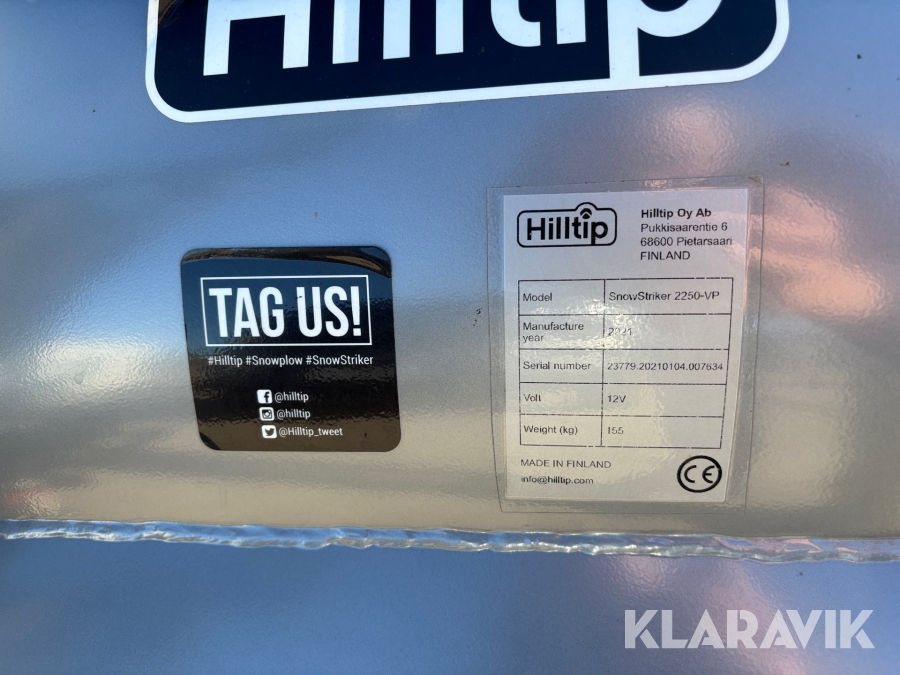 Hilltip
TAG US!
#Hilltip #Snowplow #SnowStriker
@hilltip
@hilltip
@Hilltip_tweet
Hilltip
Hilltip Oy Ab
Pukkisaarentie 6
68600 Pietarsaari
FINLAND
Model SnowStriker 2250-VP
Manufacture year 2021
Serial number 23779.20210104.007634
Volt 12V
Weight (kg) 155
MADE IN FINLAND
info@hilltip.com
CE
KLARAVIK